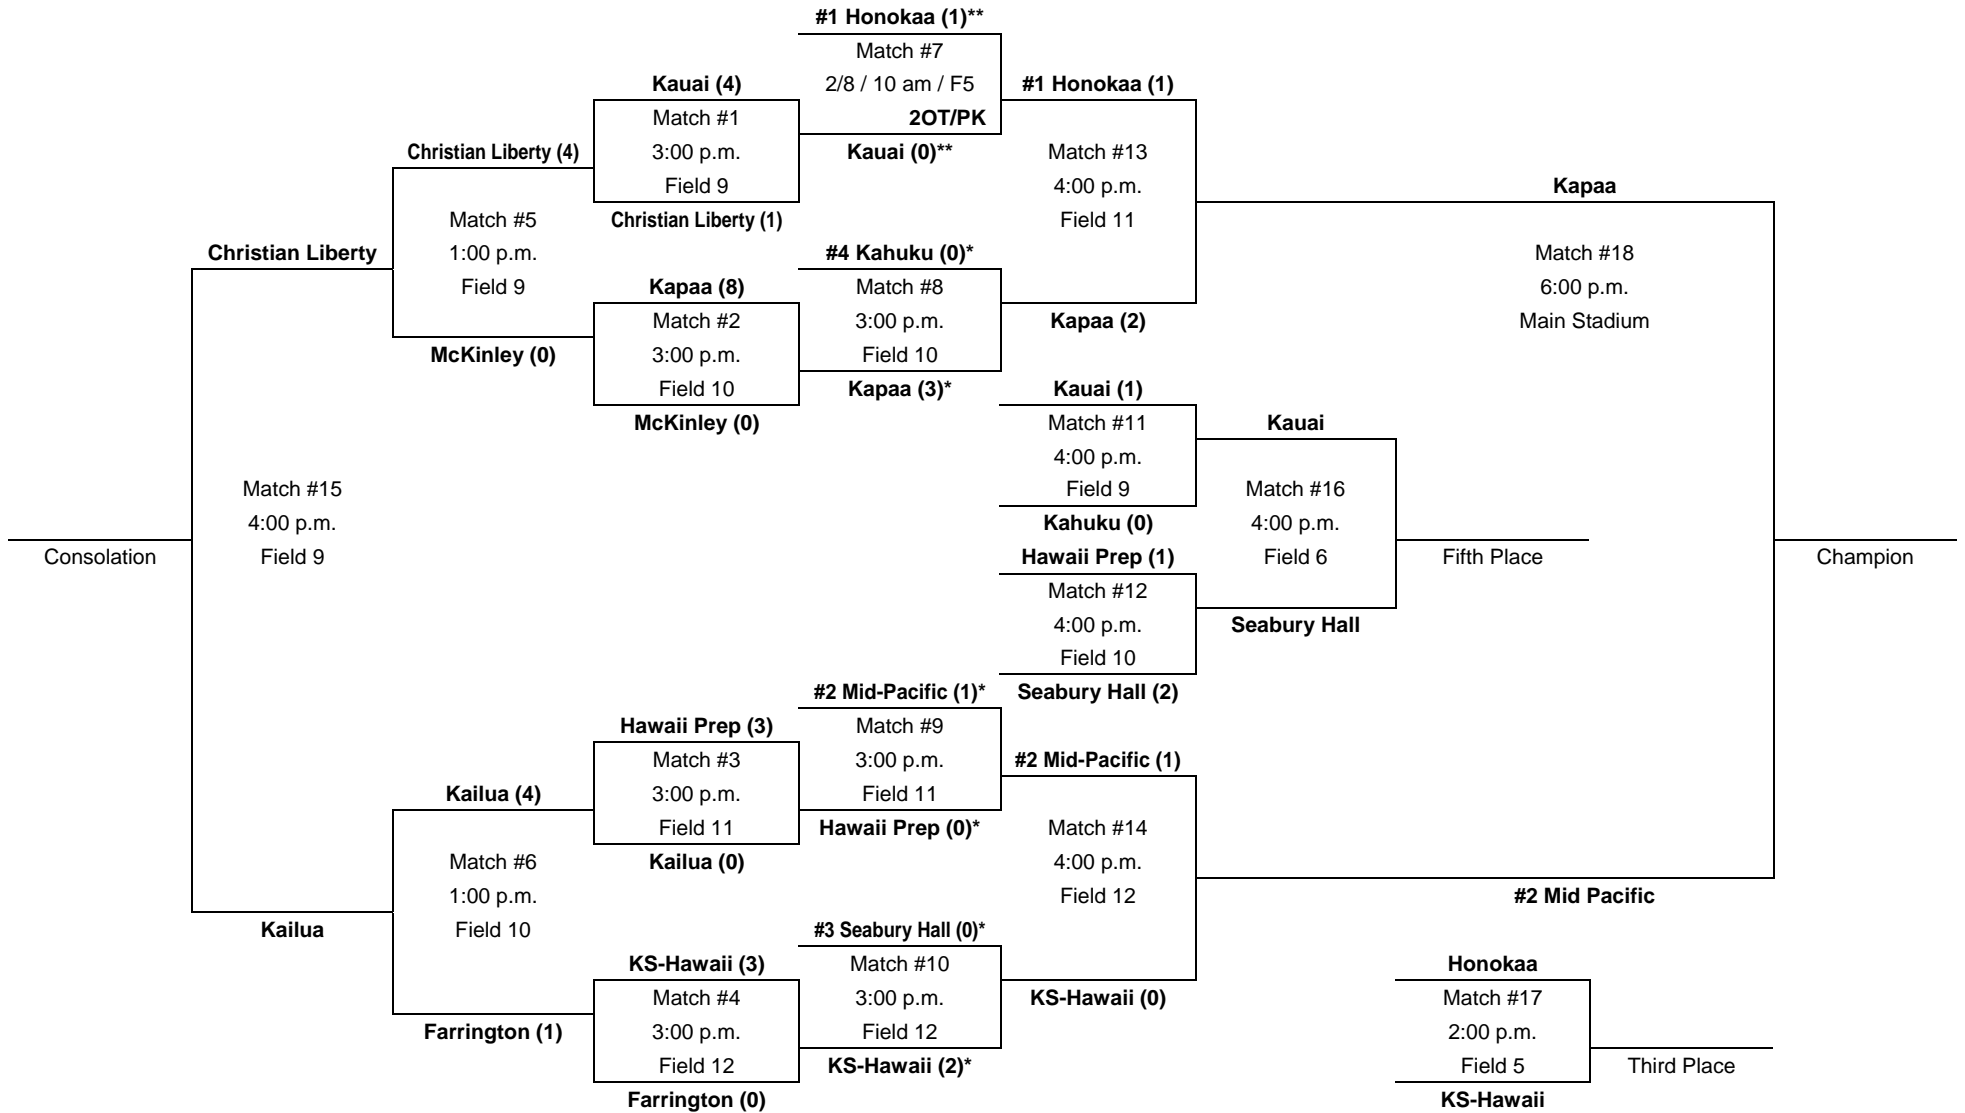 #1 Honokaa (1)**
Match #7
Kauai (4)
2/8 / 10 am / F5
#1 Honokaa (1)
Match #1
2OT/PK
Christian Liberty (4)
3:00 p.m.
Kauai (0)**
Match #13
Field 9
4:00 p.m.
Kapaa
Match #5
Christian Liberty (1)
Field 11
Christian Liberty
1:00 p.m.
#4 Kahuku (0)*
Match #18
Field 9
Kapaa (8)
Match #8
6:00 p.m.
Match #2
3:00 p.m.
Kapaa (2)
Main Stadium
McKinley (0)
3:00 p.m.
Field 10
Field 10
Kapaa (3)*
Kauai (1)
McKinley (0)
Match #11
Kauai
4:00 p.m.
Match #15
Field 9
Match #16
4:00 p.m.
Kahuku (0)
4:00 p.m.
Consolation
Field 9
Hawaii Prep (1)
Field 6
Fifth Place
Champion
Match #12
4:00 p.m.
Seabury Hall
Field 10
#2 Mid-Pacific (1)*
Seabury Hall (2)
Hawaii Prep (3)
Match #9
Match #3
3:00 p.m.
#2 Mid-Pacific (1)
Kailua (4)
3:00 p.m.
Field 11
Field 11
Hawaii Prep (0)*
Match #14
Match #6
Kailua (0)
4:00 p.m.
1:00 p.m.
Field 12
#2 Mid Pacific
Kailua
Field 10
#3 Seabury Hall (0)*
KS-Hawaii (3)
Match #10
Honokaa
Match #4
3:00 p.m.
KS-Hawaii (0)
Match #17
Farrington (1)
3:00 p.m.
Field 12
2:00 p.m.
Field 12
KS-Hawaii (2)*
Field 5
Third Place
Farrington (0)
KS-Hawaii